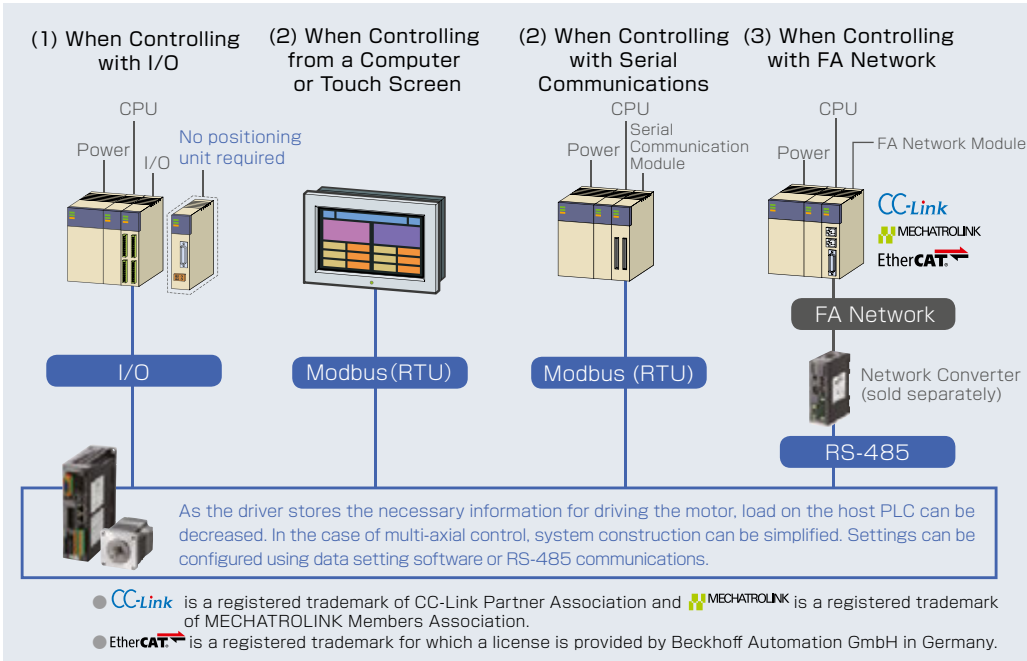 (1) When Controlling
with I/O
(2) When Controlling
from a Computer
or Touch Screen
(2) When Controlling
with Serial
Communications
(3) When Controlling
with FA Network
CPU
Power
I/O
No positioning
unit required
CPU
Power
Serial
Communication
Module
CPU
Power
FA Network Module
CC-Link
MECHATROLINK
EtherCAT®
FA Network
I/O
Modbus(RTU)
Modbus (RTU)
Network Converter
(sold separately)
RS-485
As the driver stores the necessary information for driving the motor, load on the host PLC can be
decreased. In the case of multi-axial control, system construction can be simplified. Settings can be
configured using data setting software or RS-485 communications.
● CC-Link is a registered trademark of CC-Link Partner Association and MECHATROLINK is a registered trademark
of MECHATROLINK Members Association.
● EtherCAT® is a registered trademark for which a license is provided by Beckhoff Automation GmbH in Germany.